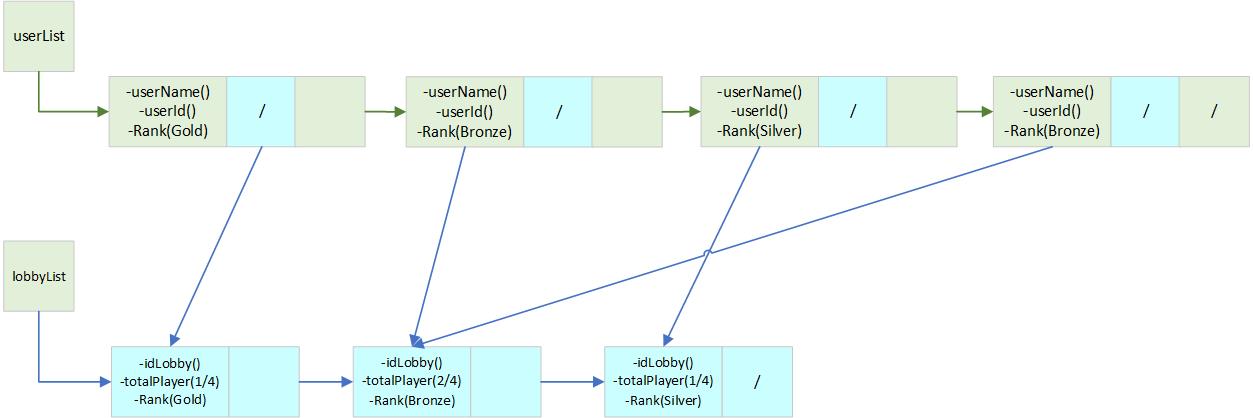 userList
-userName()
-userId()
-Rank(Gold)
/
-userName()
-userId()
-Rank(Bronze)
/
-userName()
-userId()
-Rank(Silver)
/
-userName()
-userId()
-Rank(Bronze)
/
/
lobbyList
-idLobby()
-totalPlayer(1/4)
-Rank(Gold)
-idLobby()
-totalPlayer(2/4)
-Rank(Bronze)
-idLobby()
-totalPlayer(1/4)
-Rank(Silver)
/